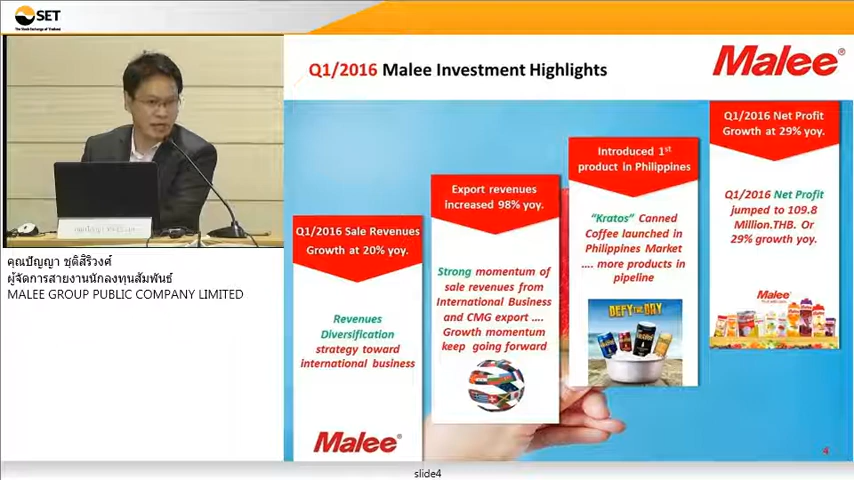 SET
The Stock Exchange of Thailand
คุณปัญญา ชุติสิริวงศ์
ผู้จัดการสายงานนักลงทุนสัมพันธ์
MALEE GROUP PUBLIC COMPANY LIMITED
Q1/2016 Malee Investment Highlights
Malee®
Q1/2016 Sale Revenues
Growth at 20% yoy.
Revenues
Diversification
strategy toward
international business
Malee®
Export revenues
increased 98% yoy.
Strong momentum of
sale revenues from
International Business
and CMG export ....
Growth momentum
keep going forward
Introduced 1st
product in Philippines
“Kratos” Canned
Coffee launched in
Philippines Market
.... more products in
pipeline
DEFY THE DAY
Q1/2016 Net Profit
Growth at 29% yoy.
Q1/2016 Net Profit
jumped to 109.8
Million.THB. Or
29% growth yoy.
Malee
4
slide4